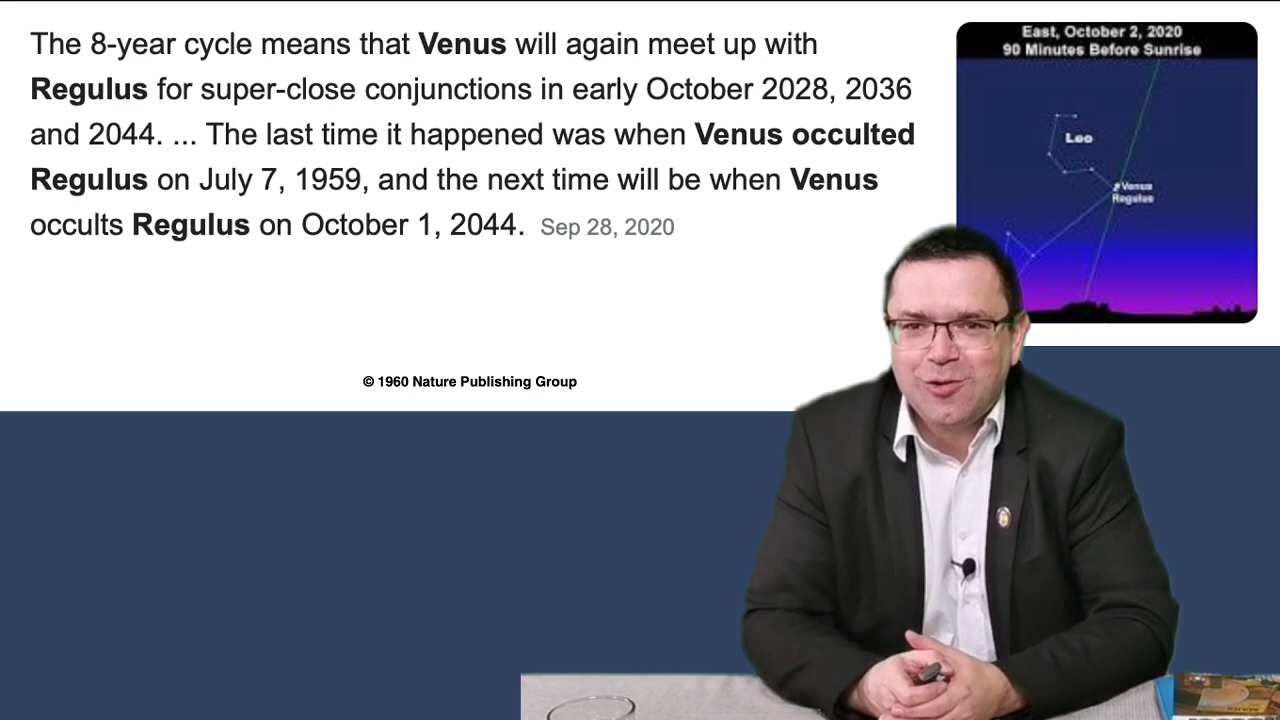 The 8-year cycle means that Venus will again meet up with
Regulus for super-close conjunctions in early October 2028, 2036
and 2044. ... The last time it happened was when Venus occulted
Regulus on July 7, 1959, and the next time will be when Venus
occults Regulus on October 1, 2044. Sep 28, 2020
East, October 2, 2020
90 Minutes Before Sunrise
Leo
Venus
Regulus
© 1960 Nature Publishing Group